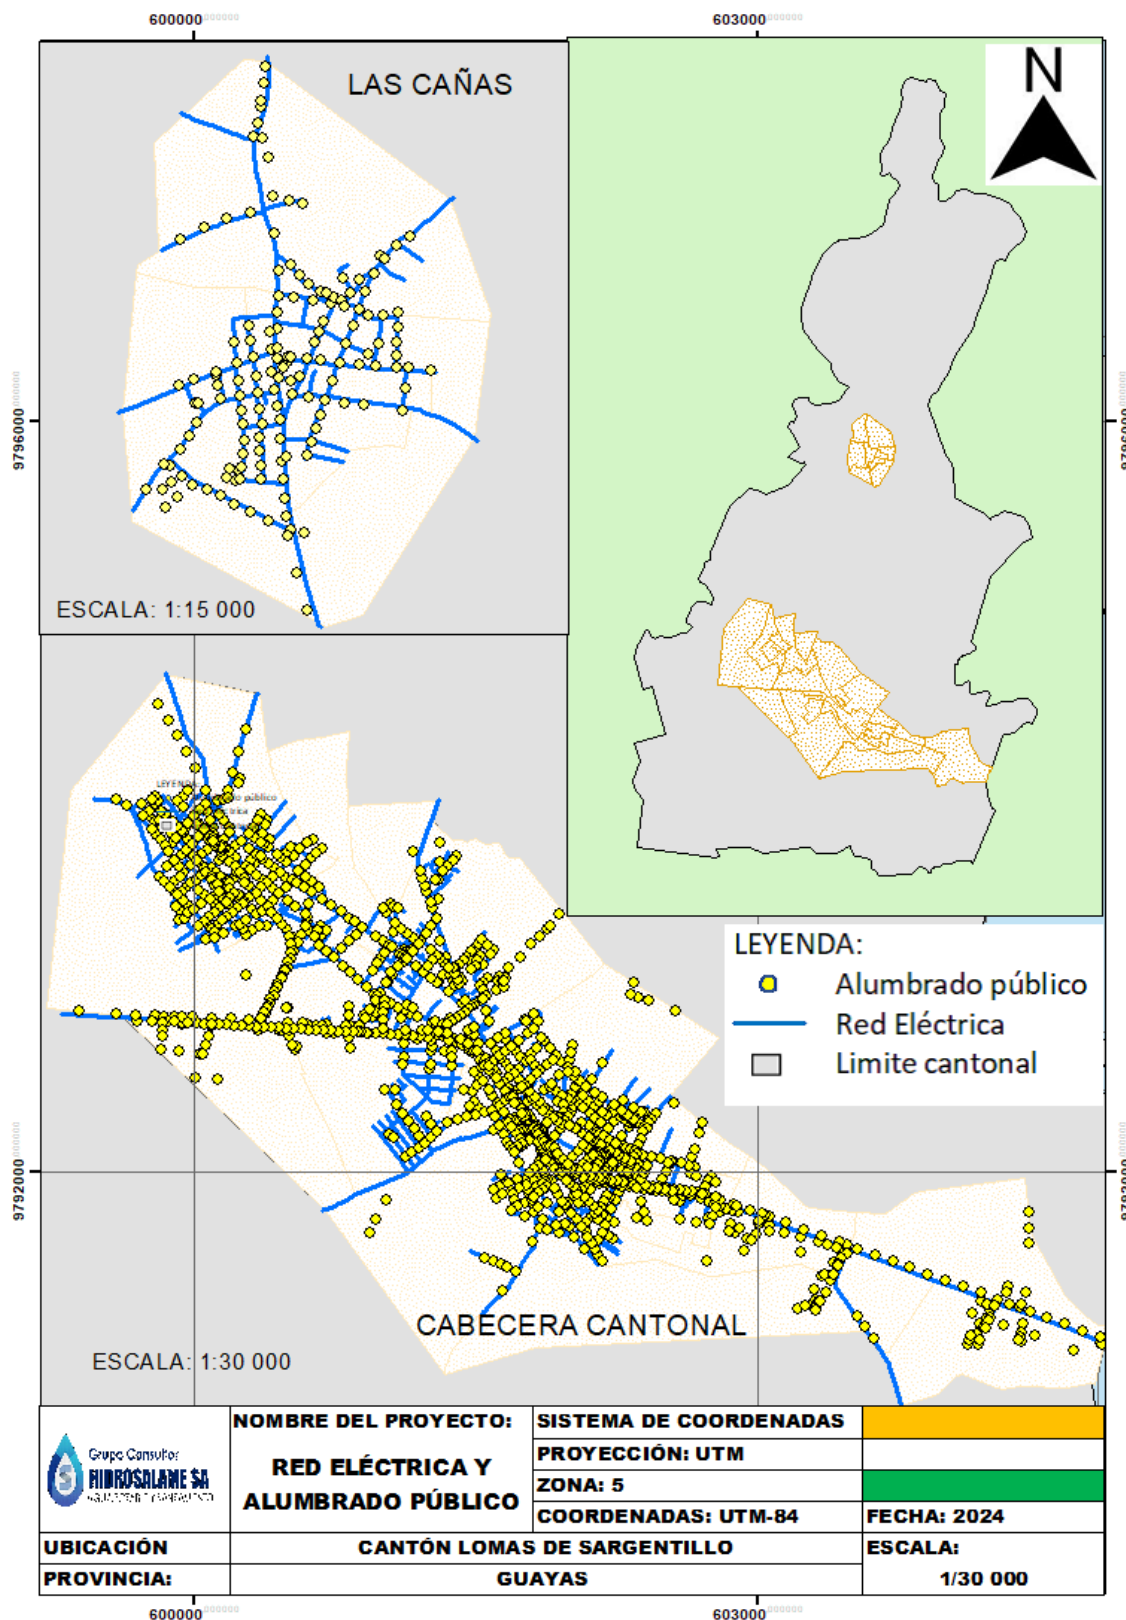 600000
603000
LAS CAÑAS
N
9796000
9796000
ESCALA: 1:15 000
LEYENDA:
LEYENDA:
Alumbrado público
Red Eléctrica
Limite cantonal
9792000
9792000
CABECERA CANTONAL
ESCALA: 1:30 000
Grupo Consultor
HIDROSALAME SA
NOMBRE DEL PROYECTO:
RED ELÉCTRICA Y
ALUMBRADO PÚBLICO
SISTEMA DE COORDENADAS
PROYECCIÓN: UTM
ZONA: 5
COORDENADAS: UTM-84
FECHA: 2024
UBICACIÓN
CANTÓN LOMAS DE SARGENTILLO
ESCALA:
PROVINCIA:
GUAYAS
1/30 000
600000
603000